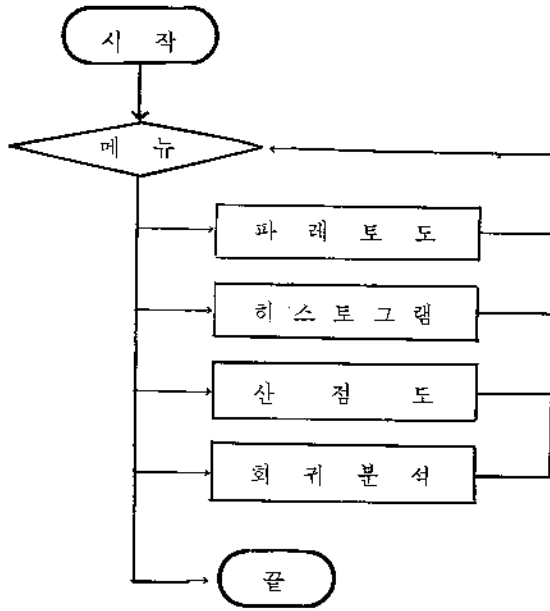 시 작
메 뉴
파 레 토 도
히 스 토 그 램
산 점 도
회 귀 분 석
끝